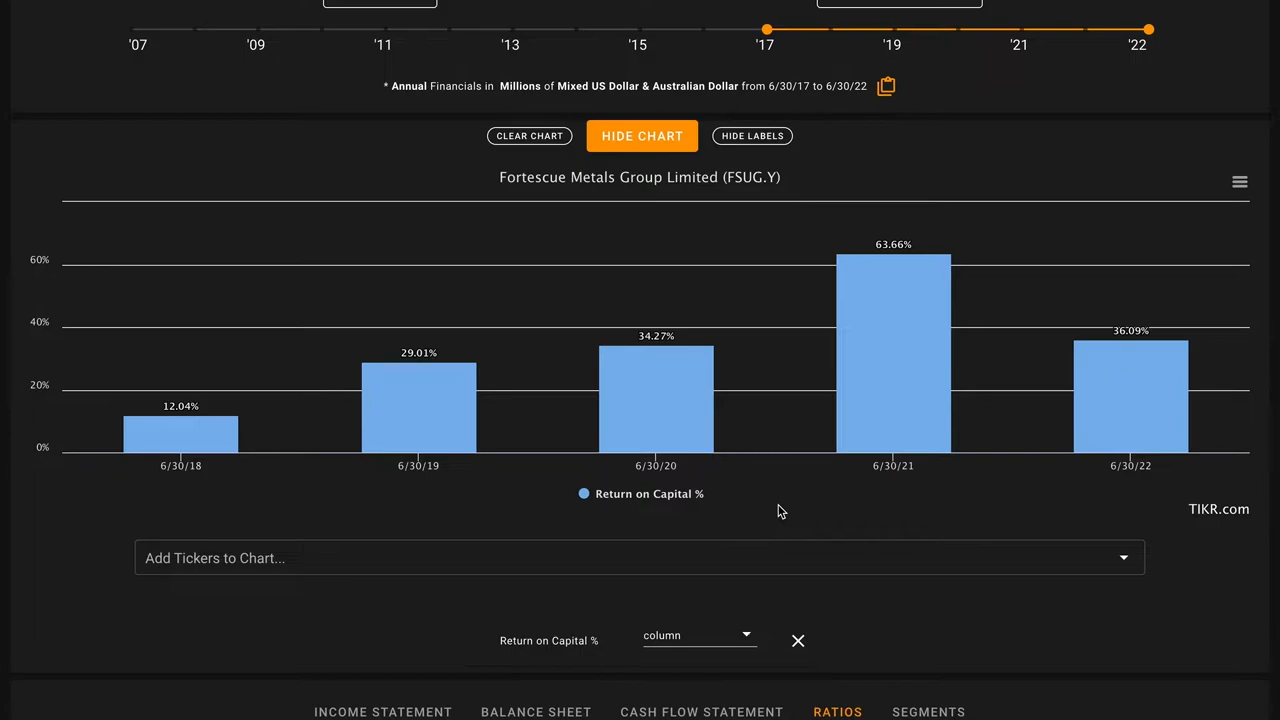 '07 '09 '11 '13 '15 '17 '19 '21 '22
* Annual Financials in Millions of Mixed US Dollar & Australian Dollar from 6/30/17 to 6/30/22
CLEAR CHART HIDE CHART HIDE LABELS
Fortescue Metals Group Limited (FSUG.Y)
63.66%
60%
36.09%
40%
34.27%
29.01%
20%
12.04%
0%
6/30/18 6/30/19 6/30/20 6/30/21 6/30/22
Return on Capital %
TIKR.com
Add Tickers to Chart...
Return on Capital % column
INCOME STATEMENT BALANCE SHEET CASH FLOW STATEMENT RATIOS SEGMENTS